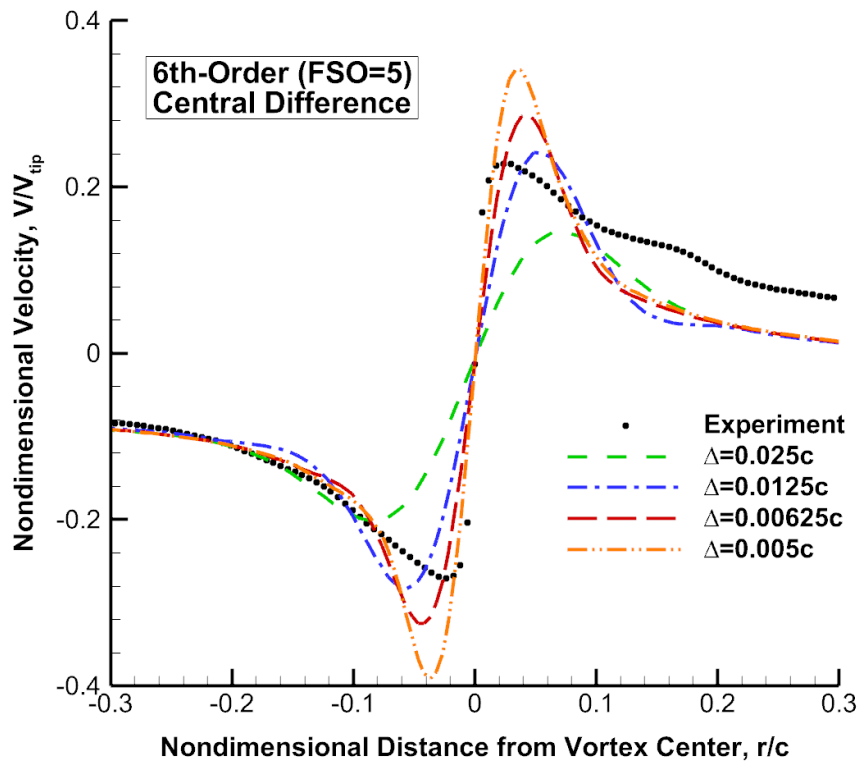 0.4
6th-Order (FSO=5)
Central Difference
0.2
Nondimensional Velocity, V/V_tip
0
Experiment
Δ=0.025c
Δ=0.0125c
-0.2
Δ=0.00625c
Δ=0.005c
-0.4
-0.3 -0.2 -0.1 0 0.1 0.2 0.3
Nondimensional Distance from Vortex Center, r/c